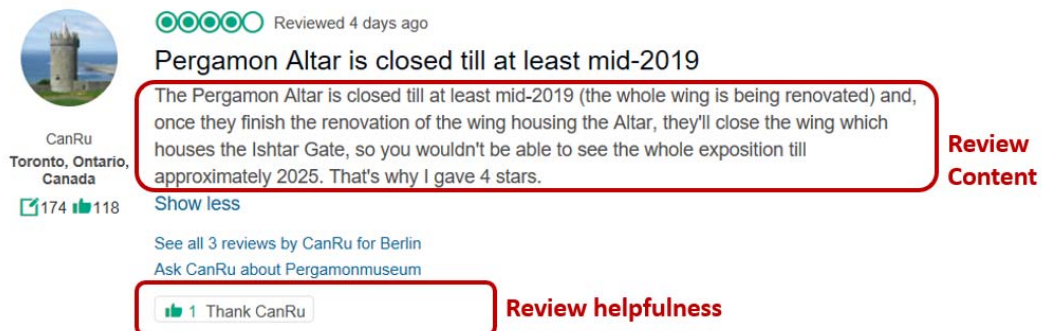 Reviewed 4 days ago
Pergamon Altar is closed till at least mid-2019
The Pergamon Altar is closed till at least mid-2019 (the whole wing is being renovated) and,
once they finish the renovation of the wing housing the Altar, they'll close the wing which
houses the Ishtar Gate, so you wouldn't be able to see the whole exposition till
approximately 2025. That's why I gave 4 stars.
Review
Content
CanRu
Toronto, Ontario,
Canada
174 118
Show less
See all 3 reviews by CanRu for Berlin
Ask CanRu about Pergamonmuseum
1 Thank CanRu
Review helpfulness